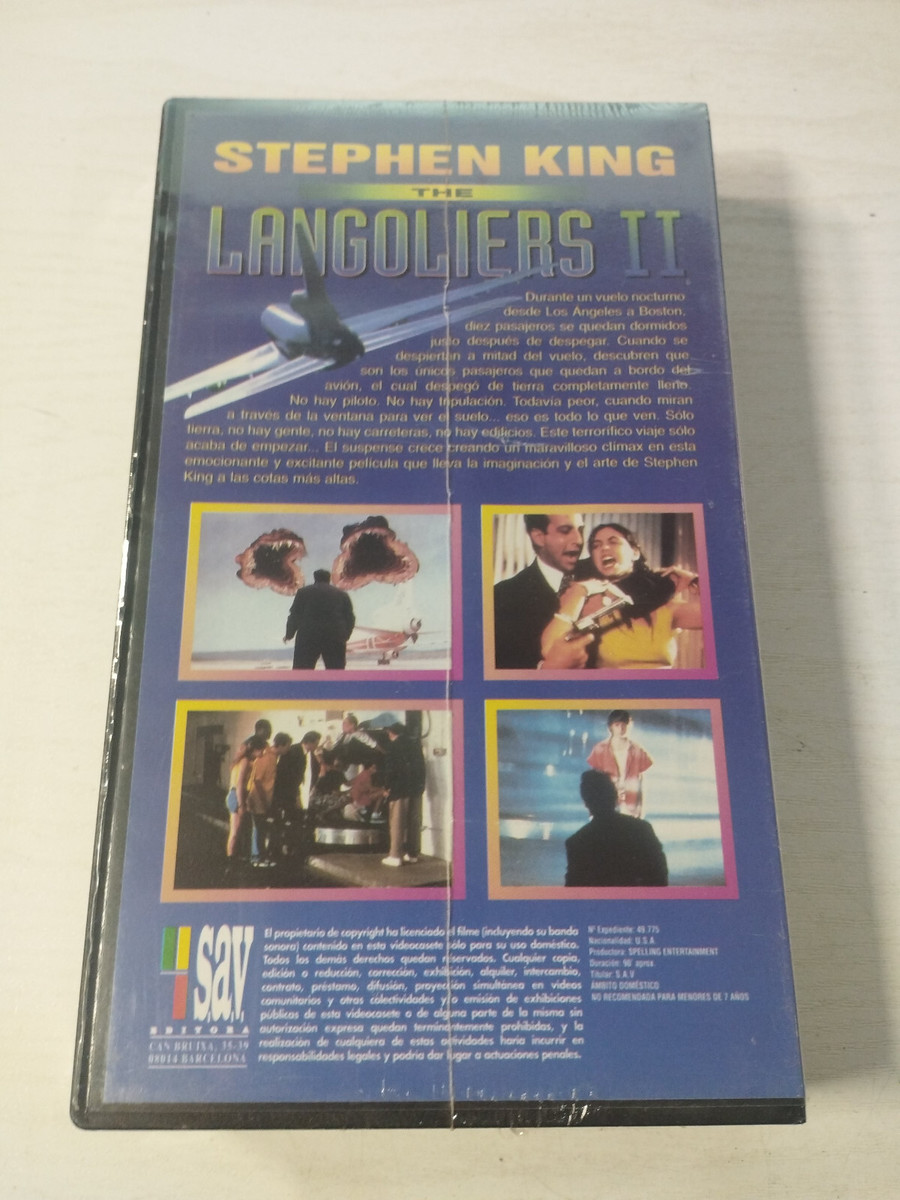 STEPHEN KING
THE
LANGOLIERS II
Durante un vuelo nocturno
desde Los Ángeles a Boston,
diez pasajeros se quedan dormidos
justo después de despegar. Cuando se
despiertan a mitad del vuelo, descubren que
son los únicos pasajeros que quedan a bordo del
avión, el cual despegó de tierra completamente lleno.
No hay piloto. No hay tripulación. Todavía peor, cuando miran
a través de la ventana para ver el suelo... eso es todo lo que ven. Sólo
tierra, no hay gente, no hay carreteras, no hay edificios. Este terrorífico viaje sólo
acaba de empezar... El suspense crece creando un maravilloso clímax en esta
emocionante y excitante película que lleva la imaginación y el arte de Stephen
King a las cotas más altas.
s.a.v.
EDITORA
CAN BRUIXA, 35-39
08014 BARCELONA
El propietario de copyright ha licenciado el filme (incluyendo su banda
sonora) contenido en esta videocasete sólo para su uso doméstico.
Todos los demás derechos quedan reservados. Cualquier copia,
edición o reducción, corrección, exhibición, alquiler, intercambio,
contrato, préstamo, difusión, proyección simultánea en videos
comunitarios y otras colectividades y/o emisión de exhibiciones
públicas de esta videocasete o de alguna parte de la misma sin
autorización expresa quedan terminantemente prohibidas, y la
realización de cualquiera de estas actividades haría incurrir en
responsabilidades legales y podría dar lugar a actuaciones penales.
Nº Expediente: 49.775
Nacionalidad: U.S.A.
Productora: SPELLING ENTERTAINMENT
Duración: 90' aprox.
Titular: S.A.V
ÁMBITO DOMÉSTICO
NO RECOMENDADA PARA MENORES DE 7 AÑOS